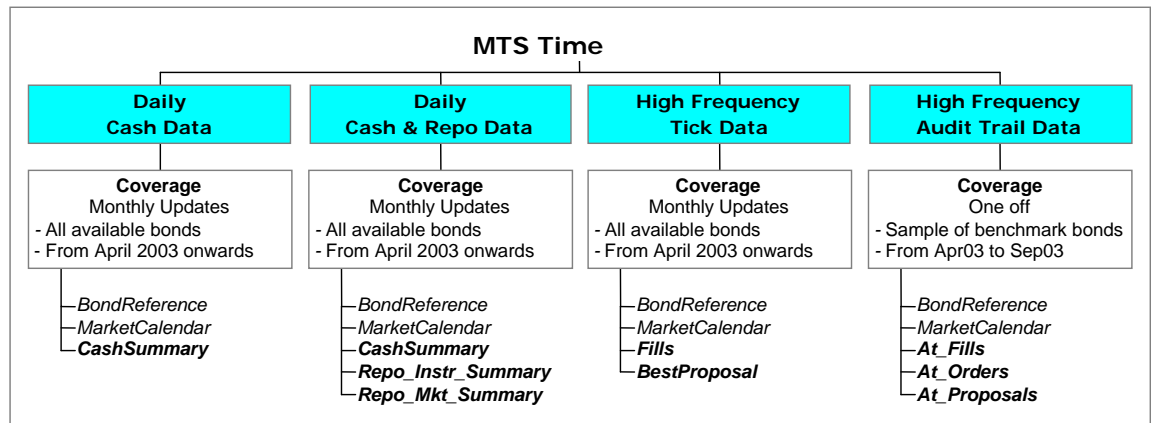 MTS Time
Daily
Cash Data
Daily
Cash & Repo Data
High Frequency
Tick Data
High Frequency
Audit Trail Data
Coverage
Monthly Updates
- All available bonds
- From April 2003 onwards
Coverage
Monthly Updates
- All available bonds
- From April 2003 onwards
Coverage
Monthly Updates
- All available bonds
- From April 2003 onwards
Coverage
One off
- Sample of benchmark bonds
- From Apr03 to Sep03
BondReference
MarketCalendar
CashSummary
BondReference
MarketCalendar
CashSummary
Repo_Instr_Summary
Repo_Mkt_Summary
BondReference
MarketCalendar
Fills
BestProposal
BondReference
MarketCalendar
At_Fills
At_Orders
At_Proposals